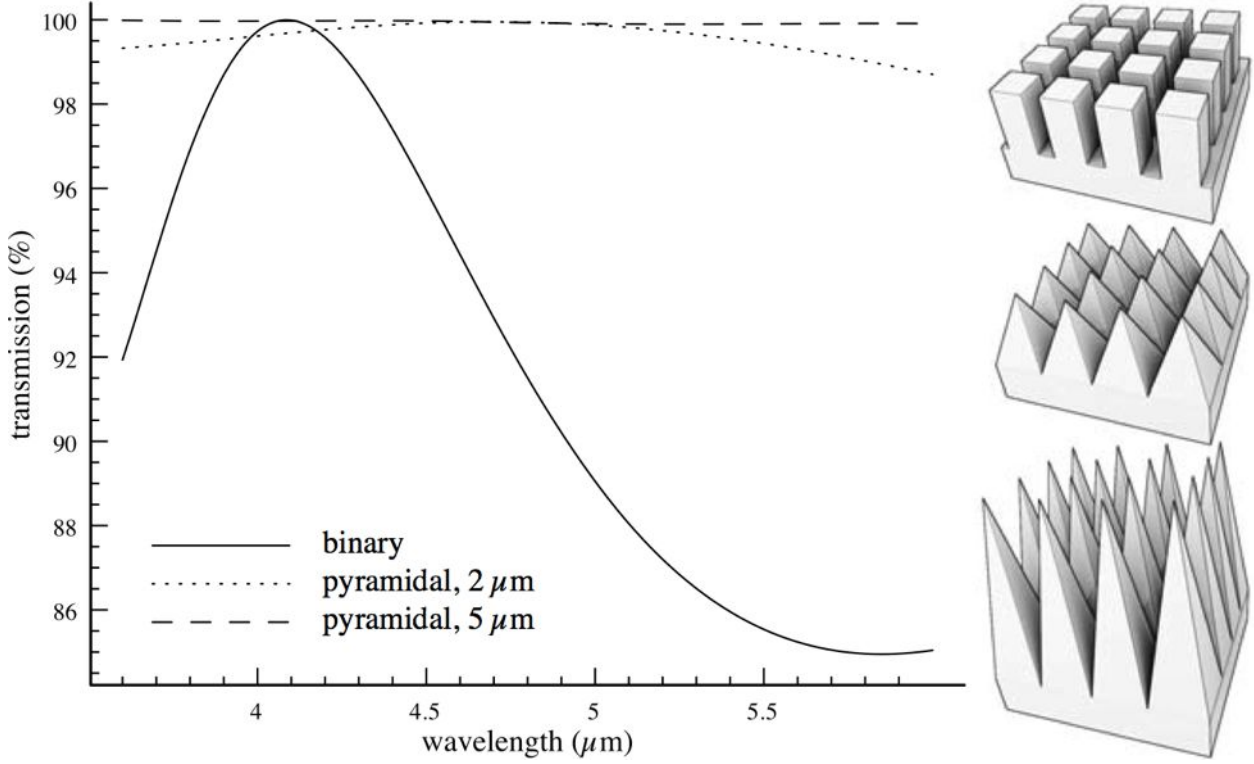 100
98
96
94
92
90
88
86
transmission (%)
binary
pyramidal, 2 μm
pyramidal, 5 μm
4
4.5
5
5.5
wavelength (μm)